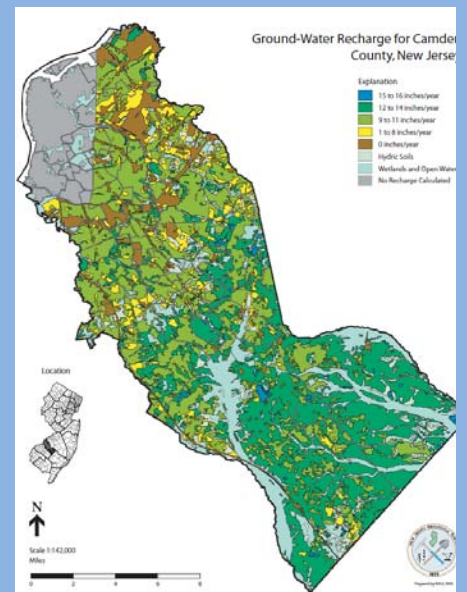 Ground-Water Recharge for Camden
County, New Jersey
Explanation
15 to 16 inches/year
12 to 14 inches/year
9 to 11 inches/year
1 to 8 inches/year
0 inches/year
Hydric Soils
Wetlands and Open Water
No Recharge Calculated
Location
N
Scale 1:142,000
Miles
0 2 4 6 8